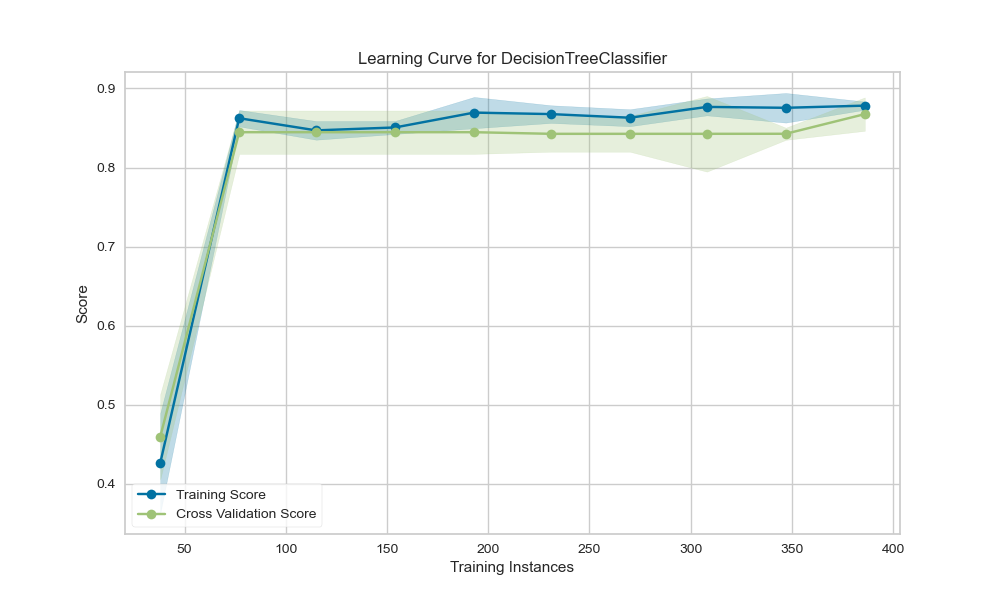 Learning Curve for DecisionTreeClassifier
Score
0.9
0.8
0.7
0.6
0.5
0.4
Training Score
Cross Validation Score
50 100 150 200 250 300 350 400
Training Instances